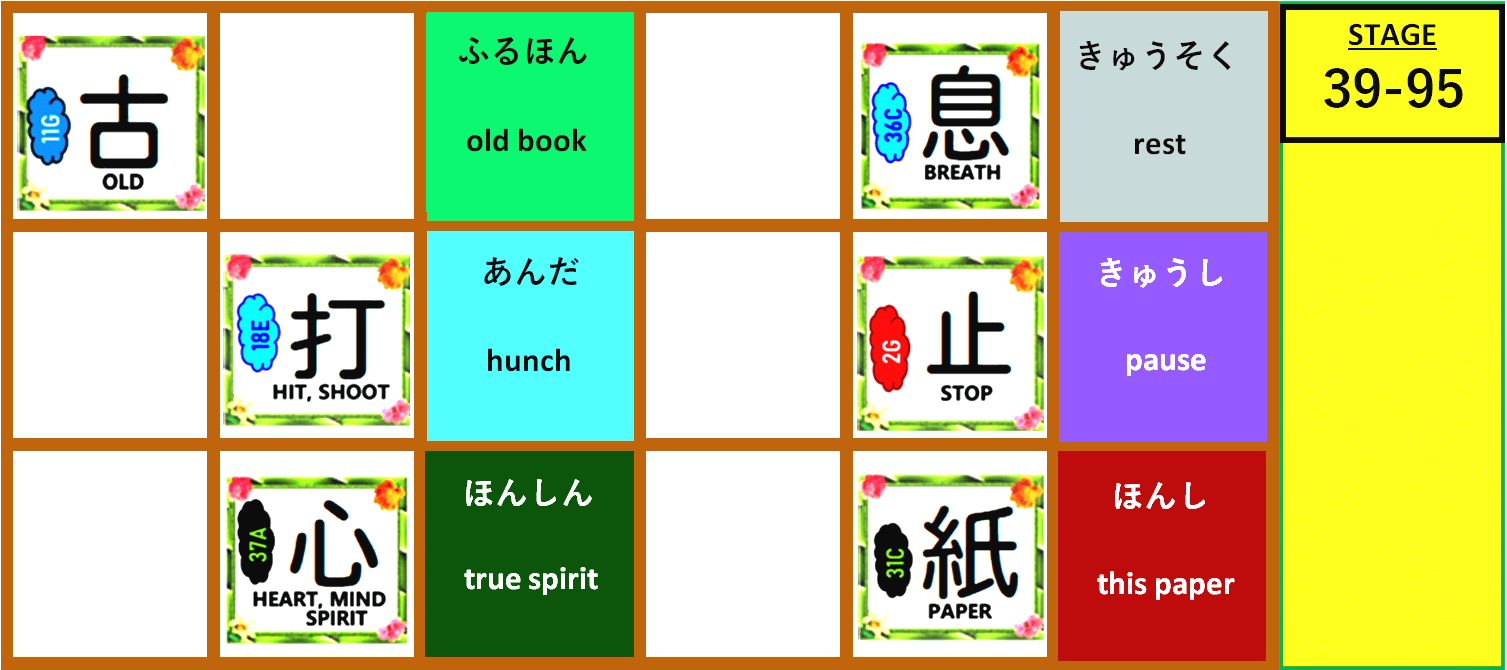 11G
古
OLD
ふるほん
old book
36C
息
BREATH
きゅうそく
rest
STAGE
39-95
18E
打
HIT, SHOOT
あんだ
hunch
2G
止
STOP
きゅうし
pause
37A
心
HEART, MIND
SPIRIT
ほんしん
true spirit
31C
紙
PAPER
ほんし
this paper